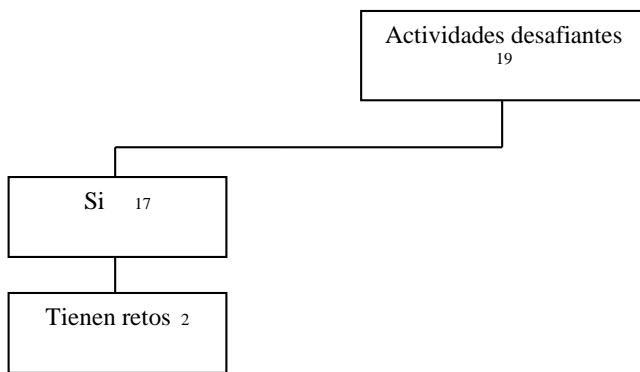 Actividades desafiantes
19
Si 17
Tienen retos 2